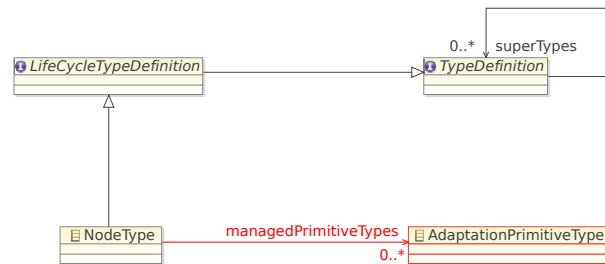 0..* superTypes
LifeCycleTypeDefinition
TypeDefinition
managedPrimitiveTypes
NodeType
AdaptationPrimitiveType
0..*